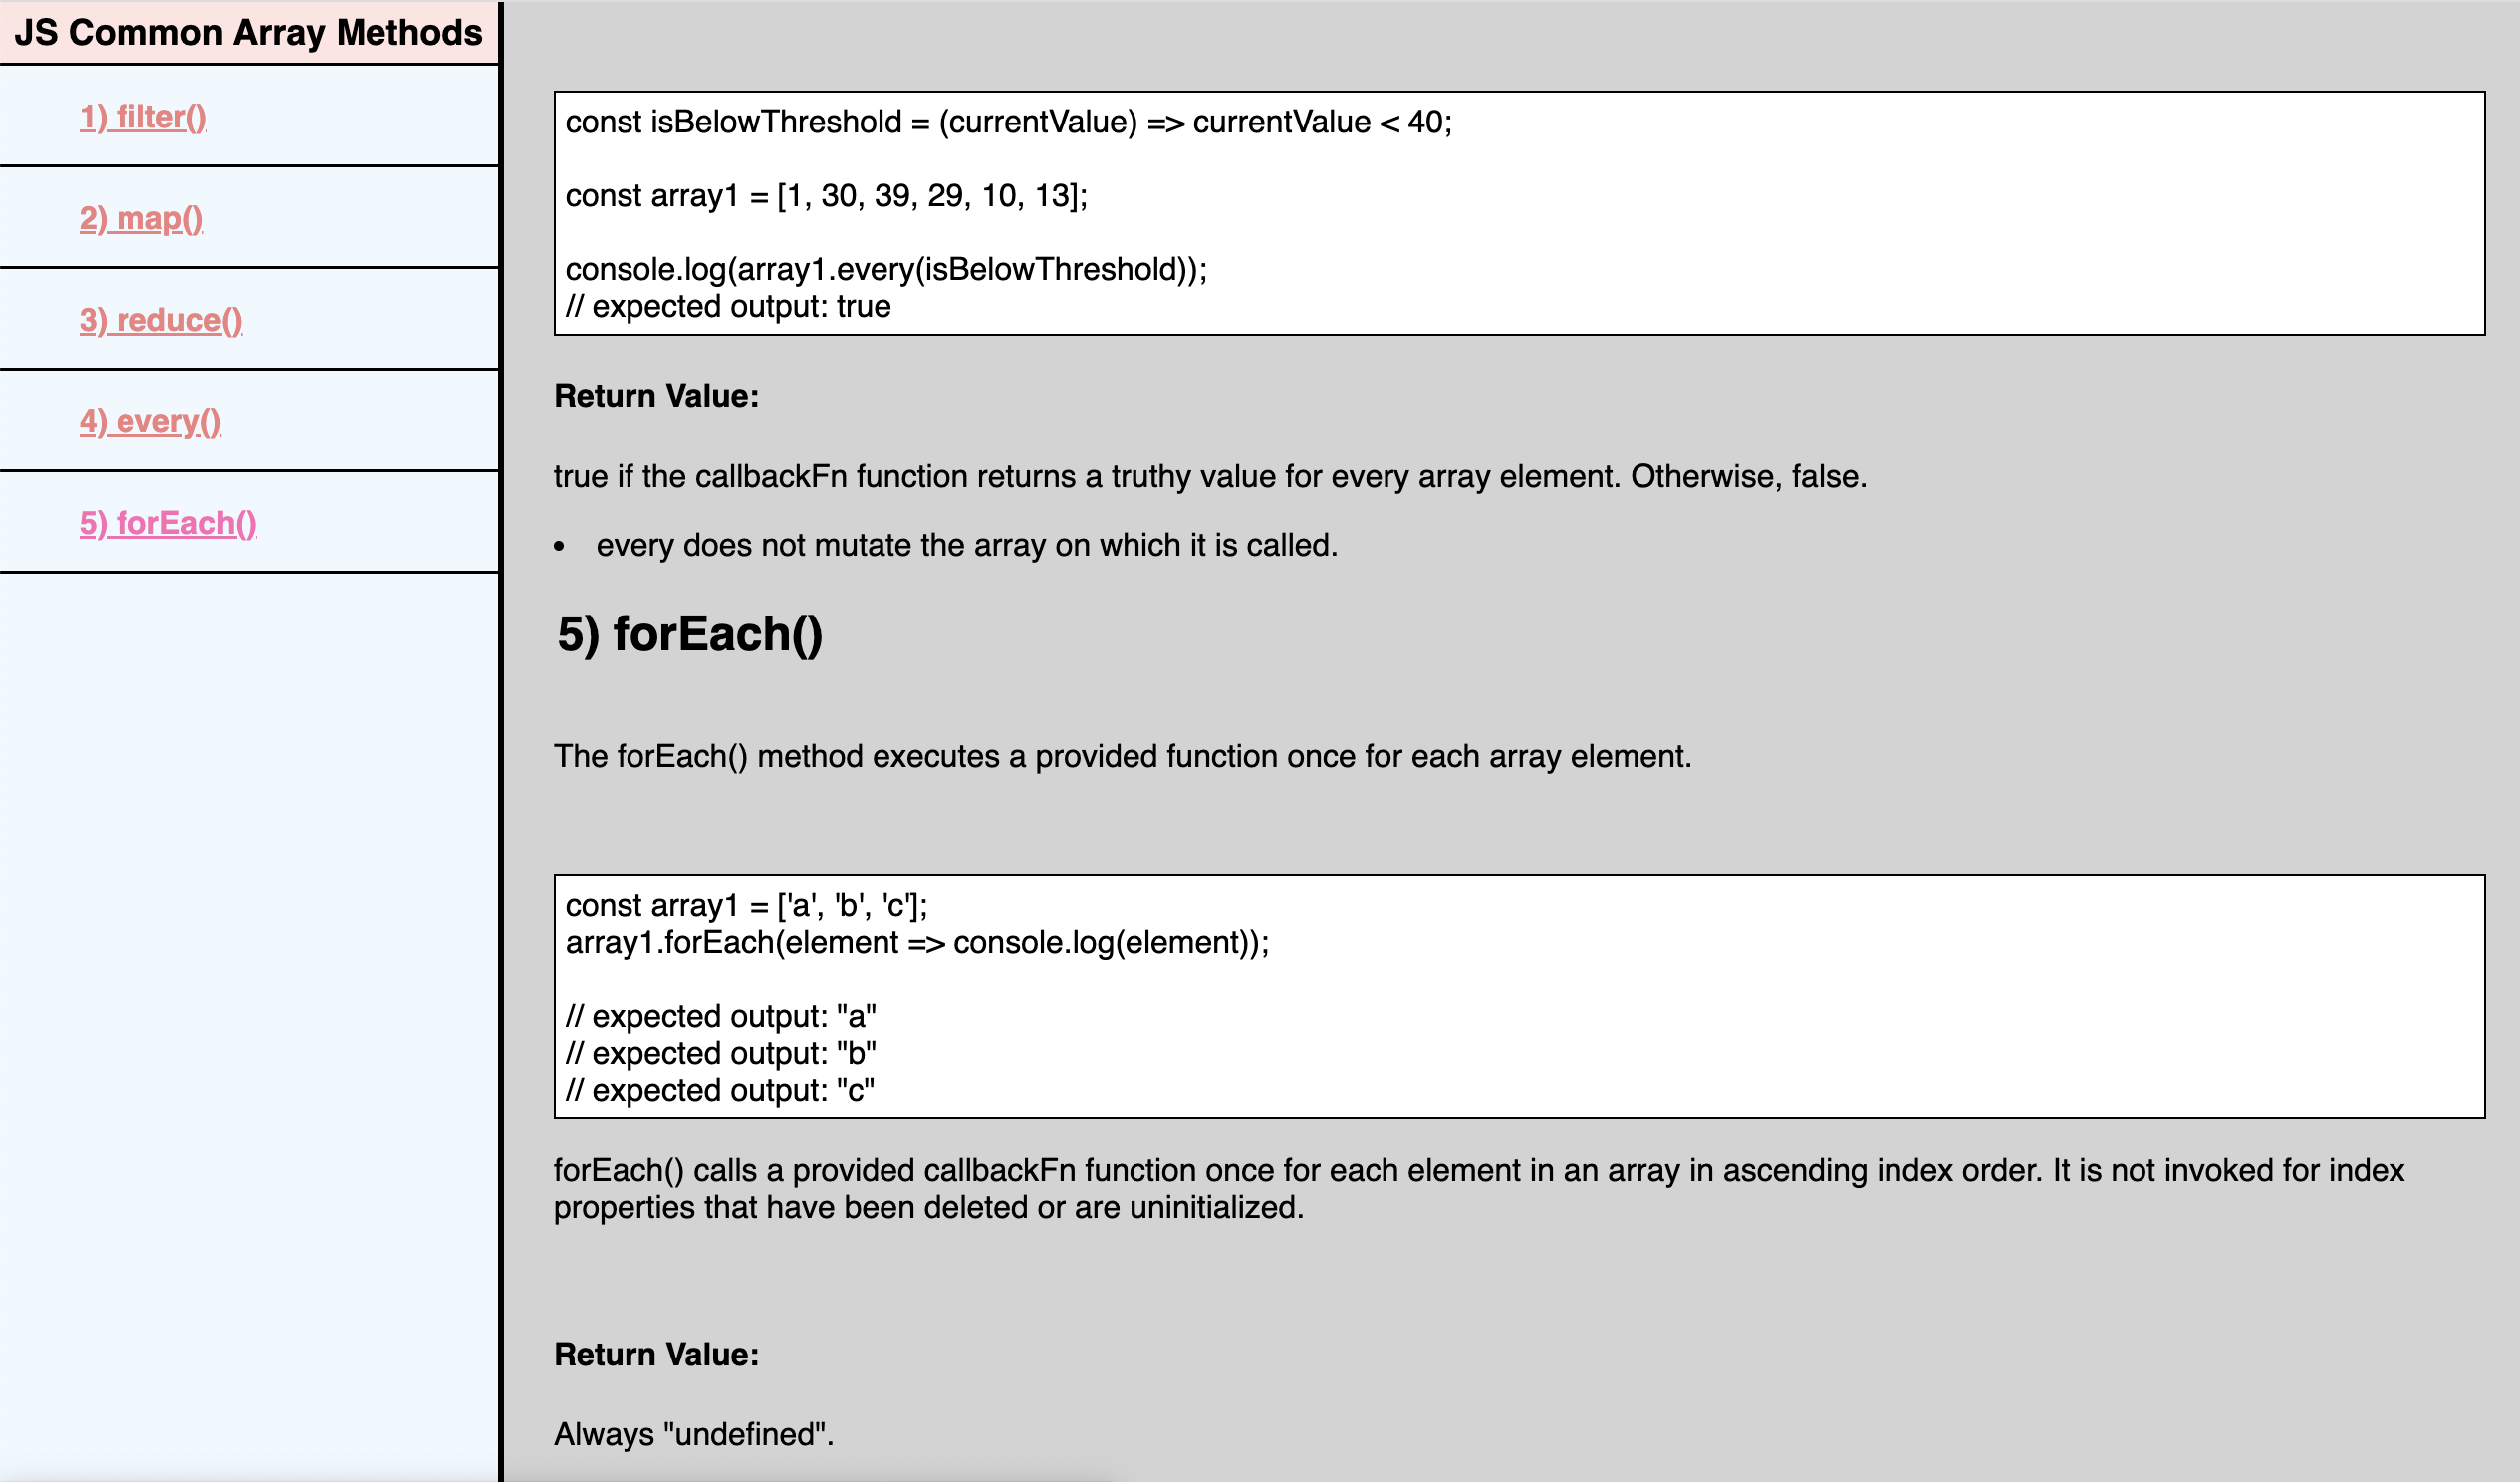 JS Common Array Methods
1) filter()
2) map()
3) reduce()
4) every()
5) forEach()
const isBelowThreshold = (currentValue) => currentValue < 40;
const array1 = [1, 30, 39, 29, 10, 13];
console.log(array1.every(isBelowThreshold));
// expected output: true
Return Value:
true if the callbackFn function returns a truthy value for every array element. Otherwise, false.
• every does not mutate the array on which it is called.
5) forEach()
The forEach() method executes a provided function once for each array element.
const array1 = ['a', 'b', 'c'];
array1.forEach(element => console.log(element));
// expected output: "a"
// expected output: "b"
// expected output: "c"
forEach() calls a provided callbackFn function once for each element in an array in ascending index order. It is not invoked for index
properties that have been deleted or are uninitialized.
Return Value:
Always "undefined".